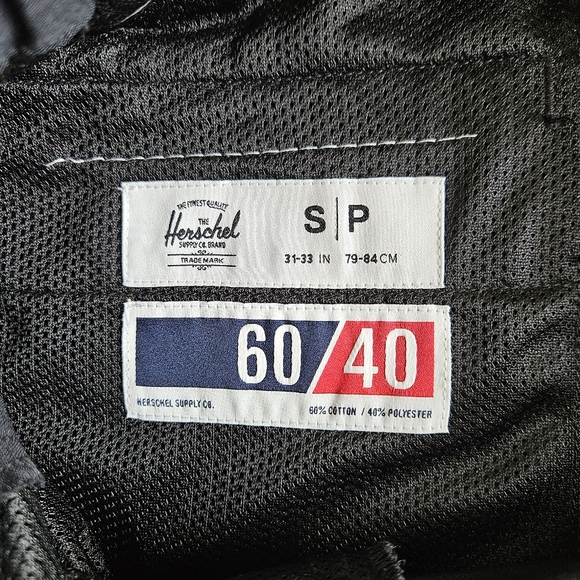 THE FINEST QUALITY
THE
Herschel
SUPPLY CO. BRAND
TRADE MARK
S|P
31-33 IN 79-84 CM
60/40
HERSCHEL SUPPLY CO.
60% COTTON / 40% POLYESTER